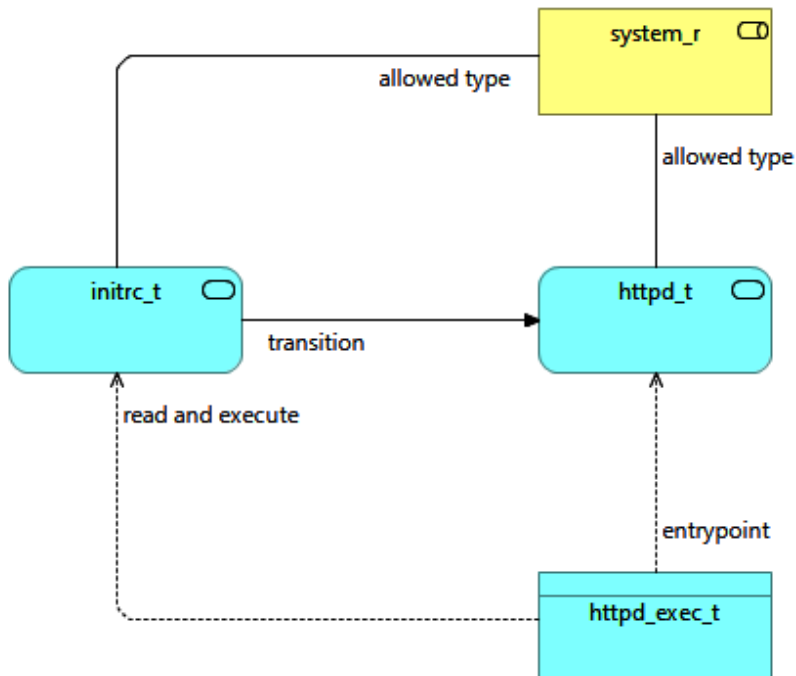 system_r
allowed type
allowed type
initrc_t
httpd_t
transition
read and execute
entrypoint
httpd_exec_t